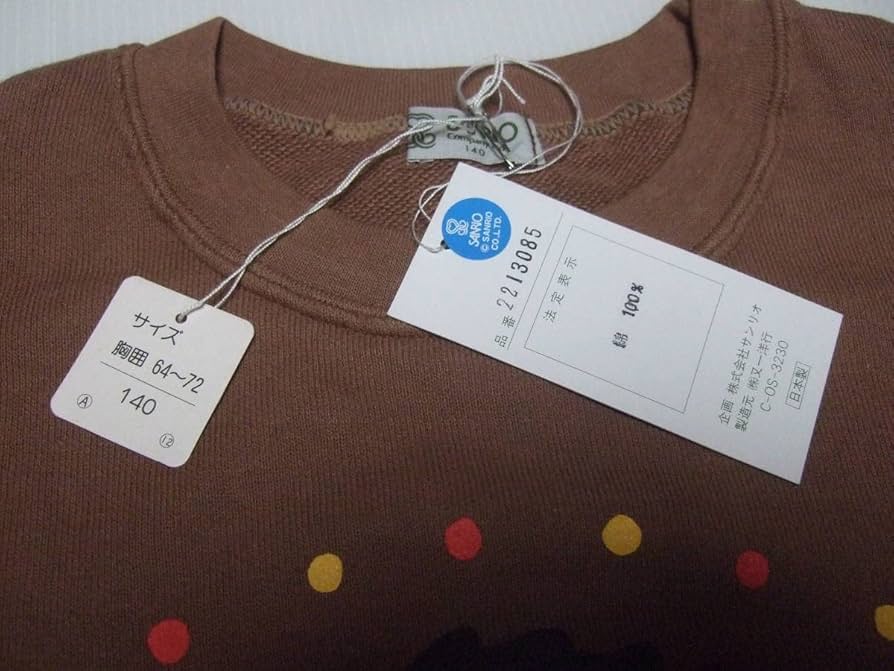 サイズ
胸囲 64〜72
140
Ⓐ
⑫
140
SANRIO
© SANRIO
CO.,LTD.
品番 2213085
法定表示
綿 100%
企画 株式会社サンリオ
製造元 ㈱又一洋行
C-OS-3230
日本製